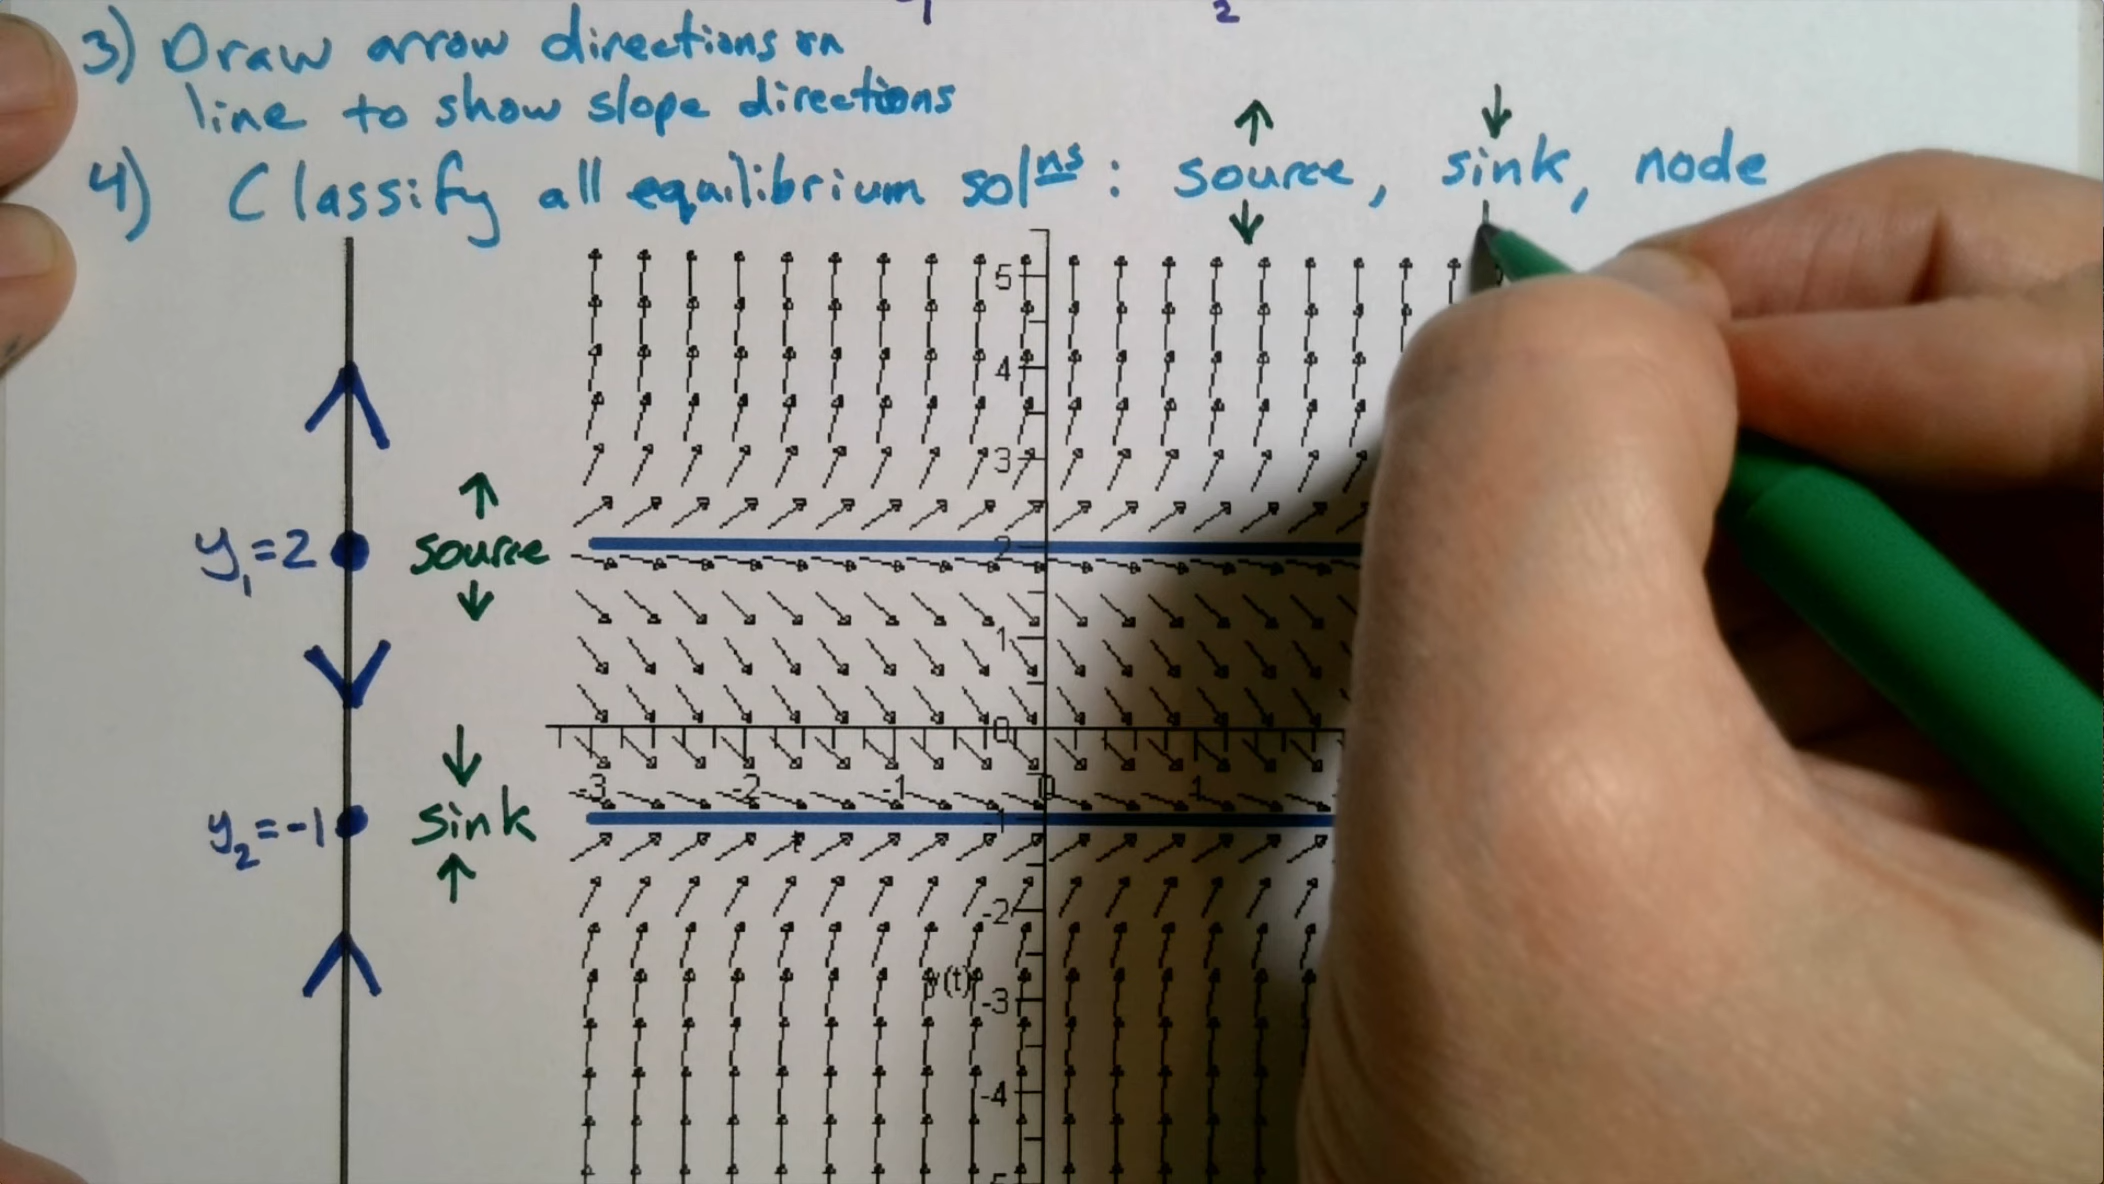 3) Draw arrow directions on
line to show slope directions
4) Classify all equilibrium solns: source, sink, node
y1=2
source
y2=-1
sink
5
4
3
2
1
0
-3 -2 -1 0 1
-1
t
-2
y(t)
-3
-4